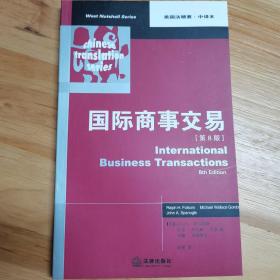 West Nutshell Series
美国法精要·中译本
chinese
translation
series
国际商事交易
[第8版]
International
Business Transactions
8th Edition
Ralph H. Folsom
Michael Wallace Gordon
John A. Spanogle
法律出版社